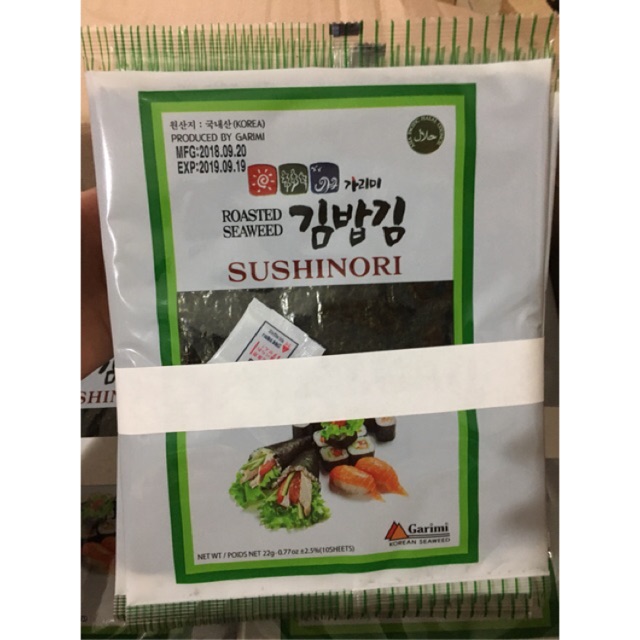 원산지 : 국내산 (KOREA)
PRODUCED BY GARIMI
MFG:2018.09.20
EXP:2019.09.19
حلال
가리미
ROASTED
SEAWEED
김밥김
SUSHINORI
SHINO
Garimi
KOREAN SEAWEED
NET WT / POIDS NET 22g-0.77oz ±2.5%(10SHEETS)